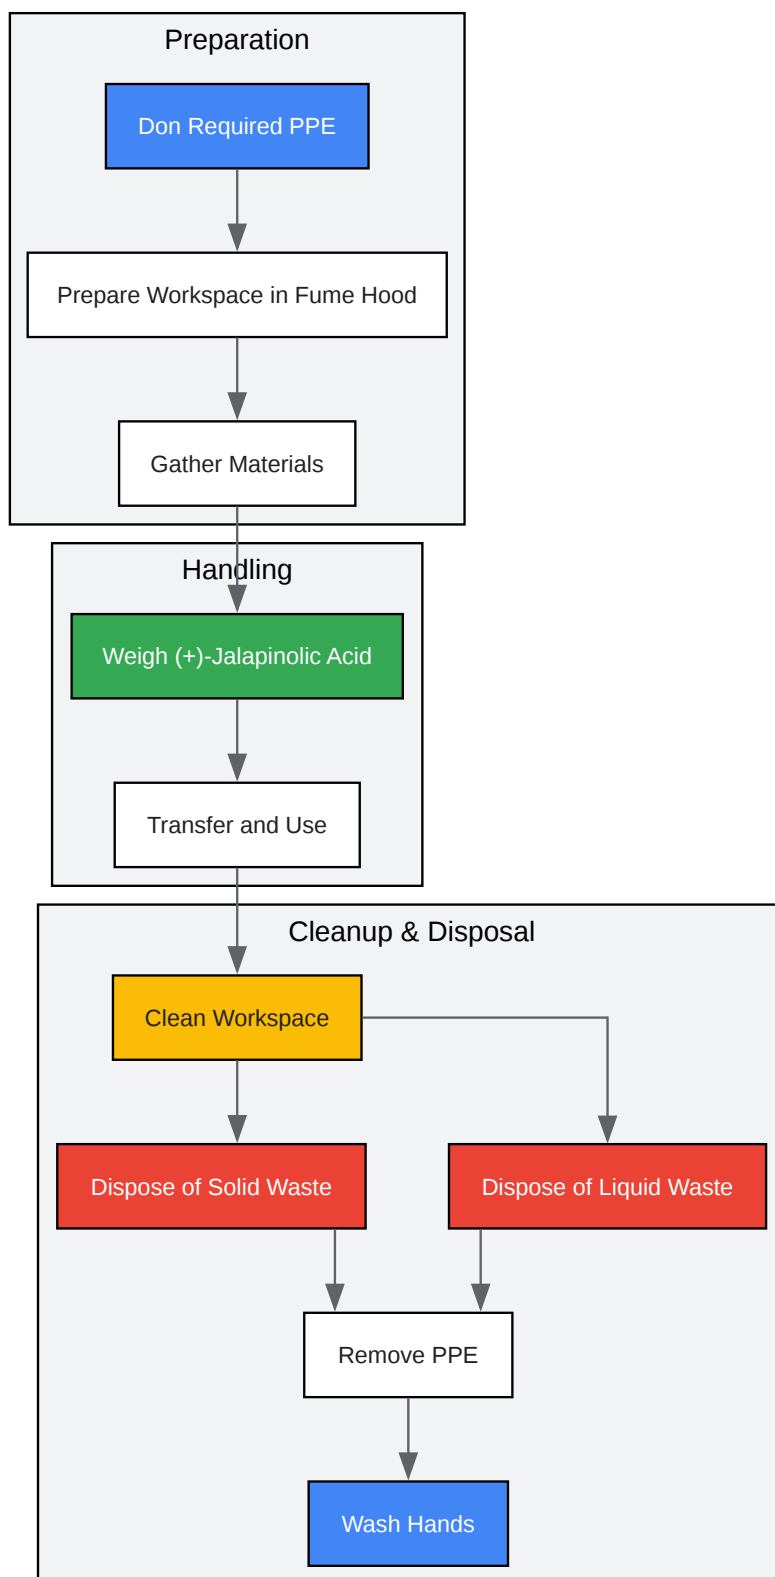 Preparation
Don Required PPE
Prepare Workspace in Fume Hood
Gather Materials
Handling
Weigh (+)-Jalapinolic Acid
Transfer and Use
Cleanup & Disposal
Clean Workspace
Dispose of Solid Waste
Dispose of Liquid Waste
Remove PPE
Wash Hands